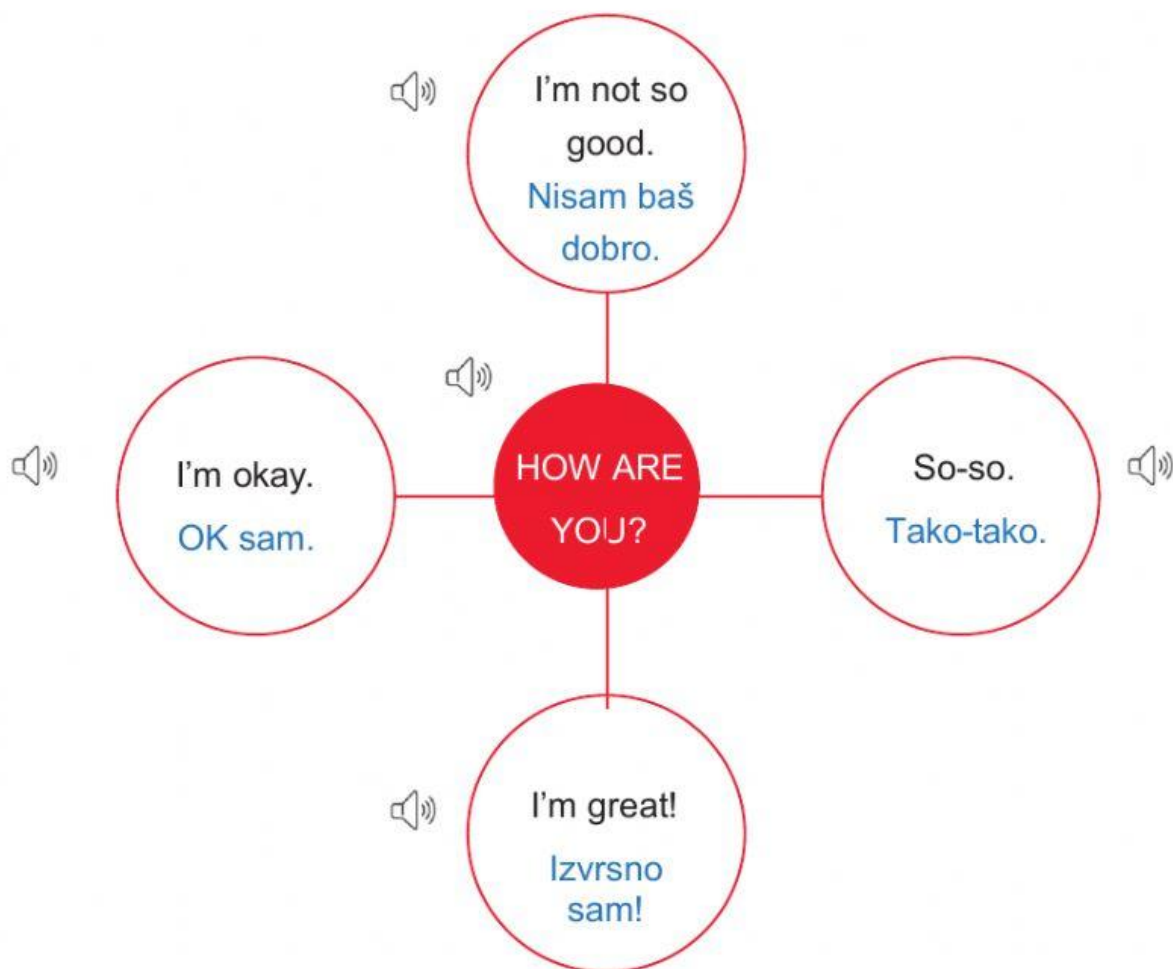 I'm not so
good.
Nisam baš
dobro.
I'm okay.
OK sam.
HOW ARE
YOU?
So-so.
Tako-tako.
I'm great!
Izvrsno
sam!